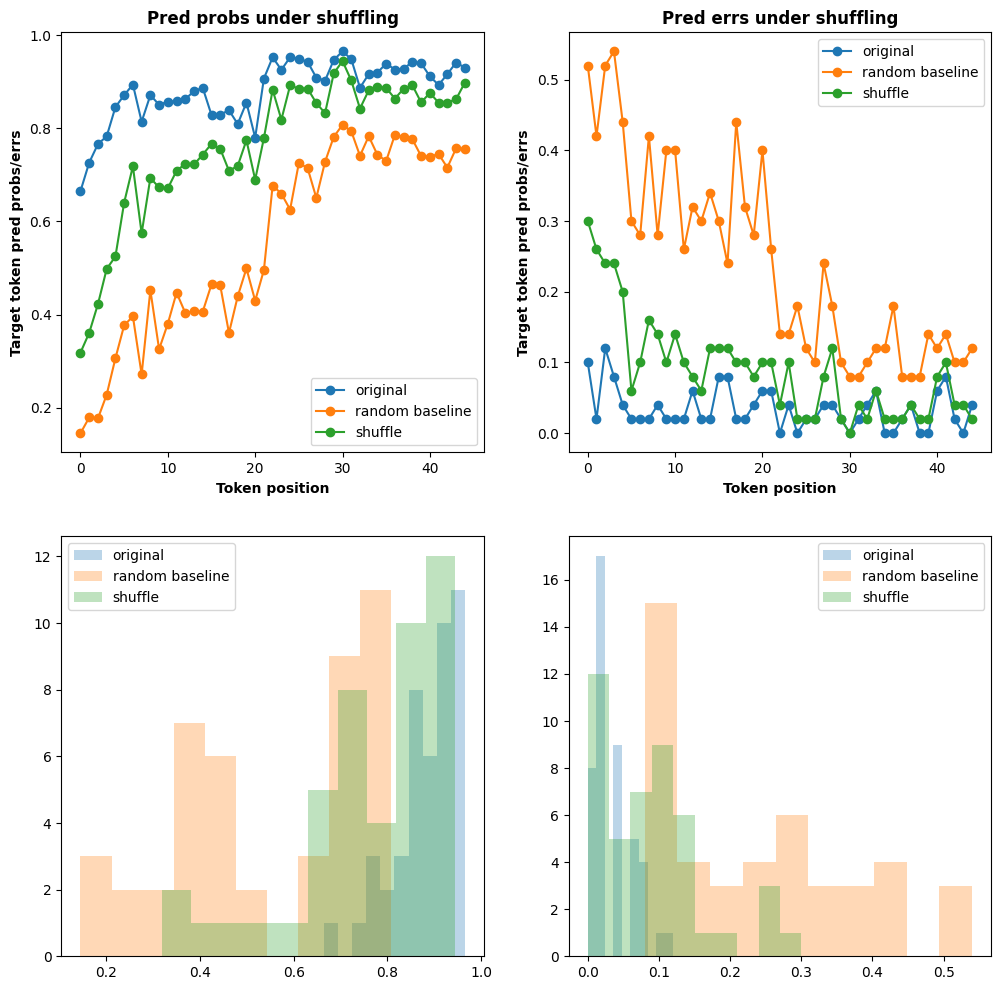 Pred probs under shuffling
Target token pred probs/errs
1.0
0.8
0.6
0.4
0.2
original
random baseline
shuffle
0 10 20 30 40
Token position
Pred errs under shuffling
Target token pred probs/errs
0.5
0.4
0.3
0.2
0.1
0.0
original
random baseline
shuffle
0 10 20 30 40
Token position
12
10
8
6
4
2
0
original
random baseline
shuffle
0.2 0.4 0.6 0.8 1.0
16
14
12
10
8
6
4
2
0
original
random baseline
shuffle
0.0 0.1 0.2 0.3 0.4 0.5